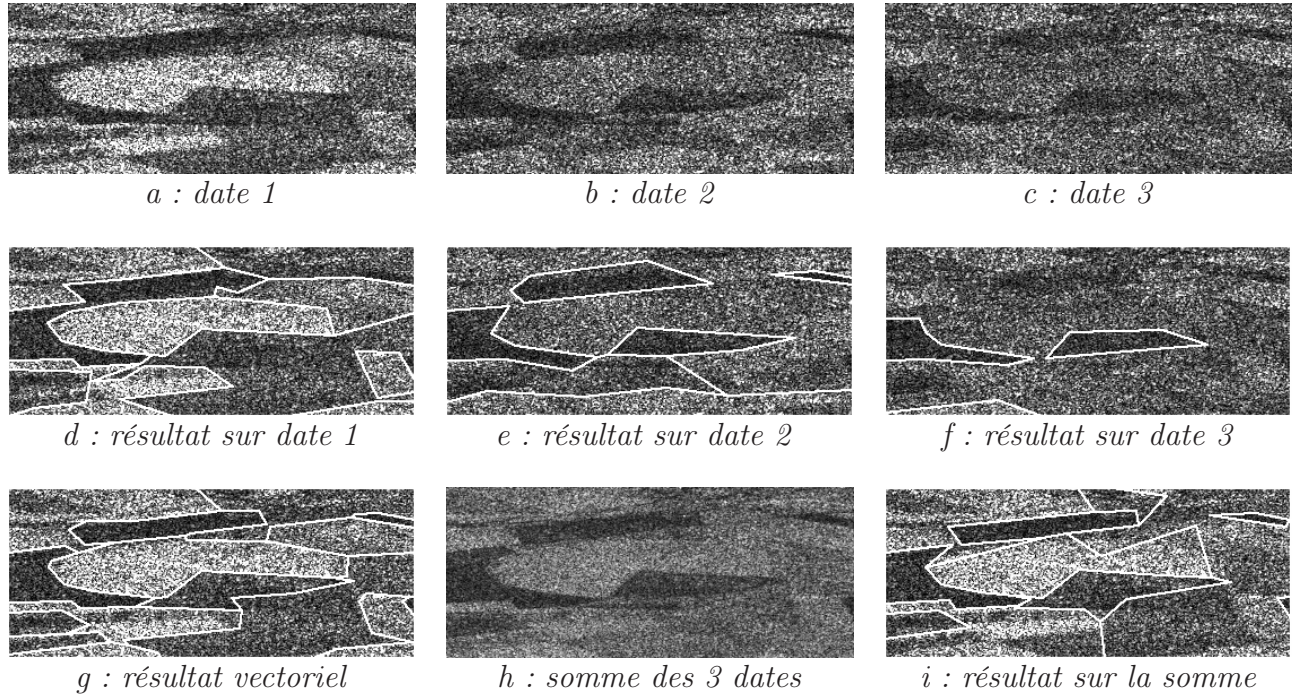 a : date 1 b : date 2 c : date 3
d : résultat sur date 1 e : résultat sur date 2 f : résultat sur date 3
g : résultat vectoriel h : somme des 3 dates i : résultat sur la somme